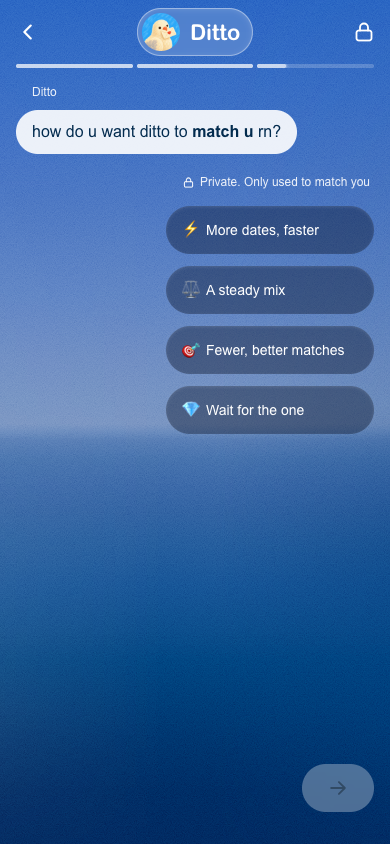 Ditto
Ditto
how do u want ditto to match u rn?
Private. Only used to match you
⚡ More dates, faster
⚖️ A steady mix
🎯 Fewer, better matches
💎 Wait for the one